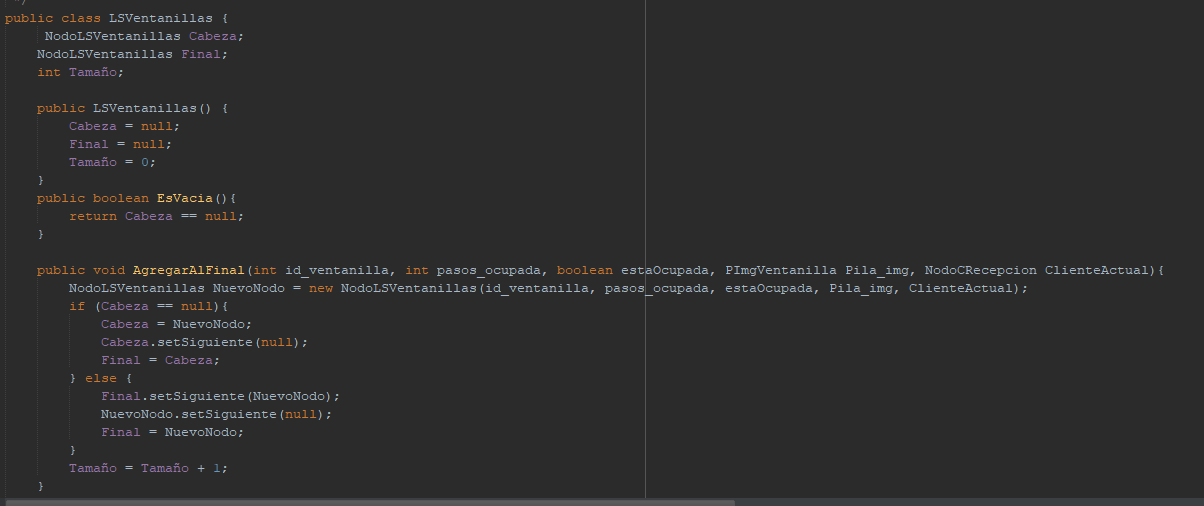 */
public class LSVentanillas {
NodoLSVentanillas Cabeza;
NodoLSVentanillas Final;
int Tamaño;
public LSVentanillas() {
Cabeza = null;
Final = null;
Tamaño = 0;
}
public boolean EsVacia(){
return Cabeza == null;
}
public void AgregarAlFinal(int id_ventanilla, int pasos_ocupada, boolean estaOcupada, PImgVentanilla Pila_img, NodoCRecepcion ClienteActual){
NodoLSVentanillas NuevoNodo = new NodoLSVentanillas(id_ventanilla, pasos_ocupada, estaOcupada, Pila_img, ClienteActual);
if (Cabeza == null){
Cabeza = NuevoNodo;
Cabeza.setSiguiente(null);
Final = Cabeza;
} else {
Final.setSiguiente(NuevoNodo);
NuevoNodo.setSiguiente(null);
Final = NuevoNodo;
}
Tamaño = Tamaño + 1;
}